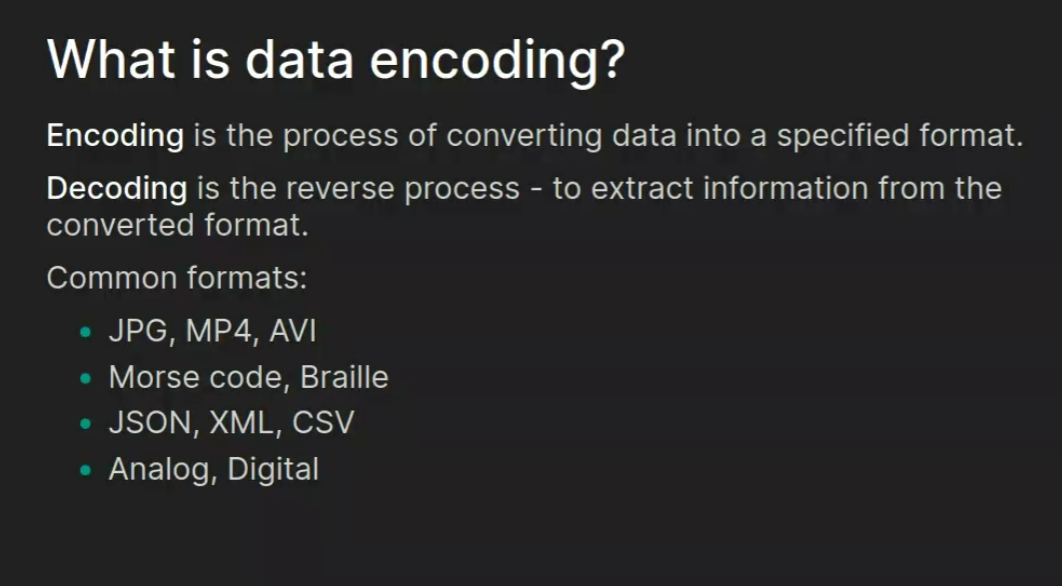 What is data encoding?
Encoding is the process of converting data into a specified format.
Decoding is the reverse process - to extract information from the
converted format.
Common formats:
• JPG, MP4, AVI
• Morse code, Braille
• JSON, XML, CSV
• Analog, Digital